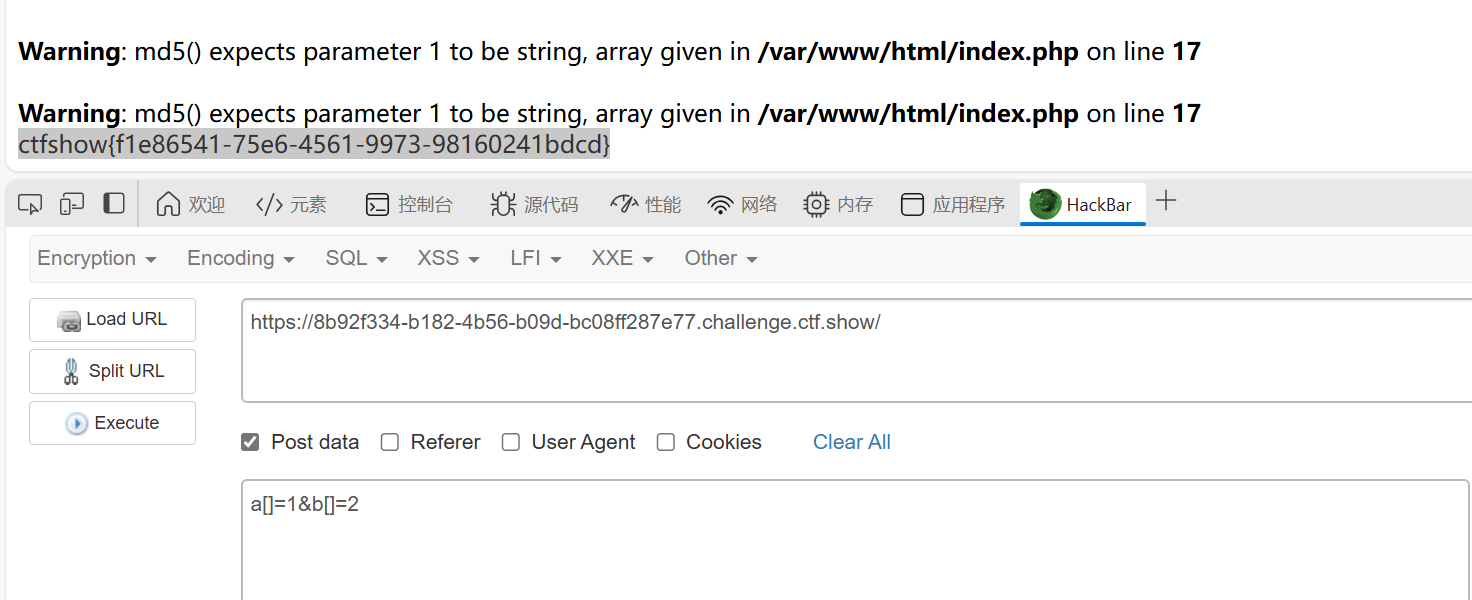 Warning: md5() expects parameter 1 to be string, array given in /var/www/html/index.php on line 17
Warning: md5() expects parameter 1 to be string, array given in /var/www/html/index.php on line 17
ctfshow{f1e86541-75e6-4561-9973-98160241bdcd}
欢迎 </> 元素 控制台 源代码 性能 网络 内存 应用程序 HackBar
Encryption Encoding SQL XSS LFI XXE Other
Load URL
https://8b92f334-b182-4b56-b09d-bc08ff287e77.challenge.ctf.show/
Split URL
Execute
Post data Referer User Agent Cookies Clear All
a[]=1&b[]=2